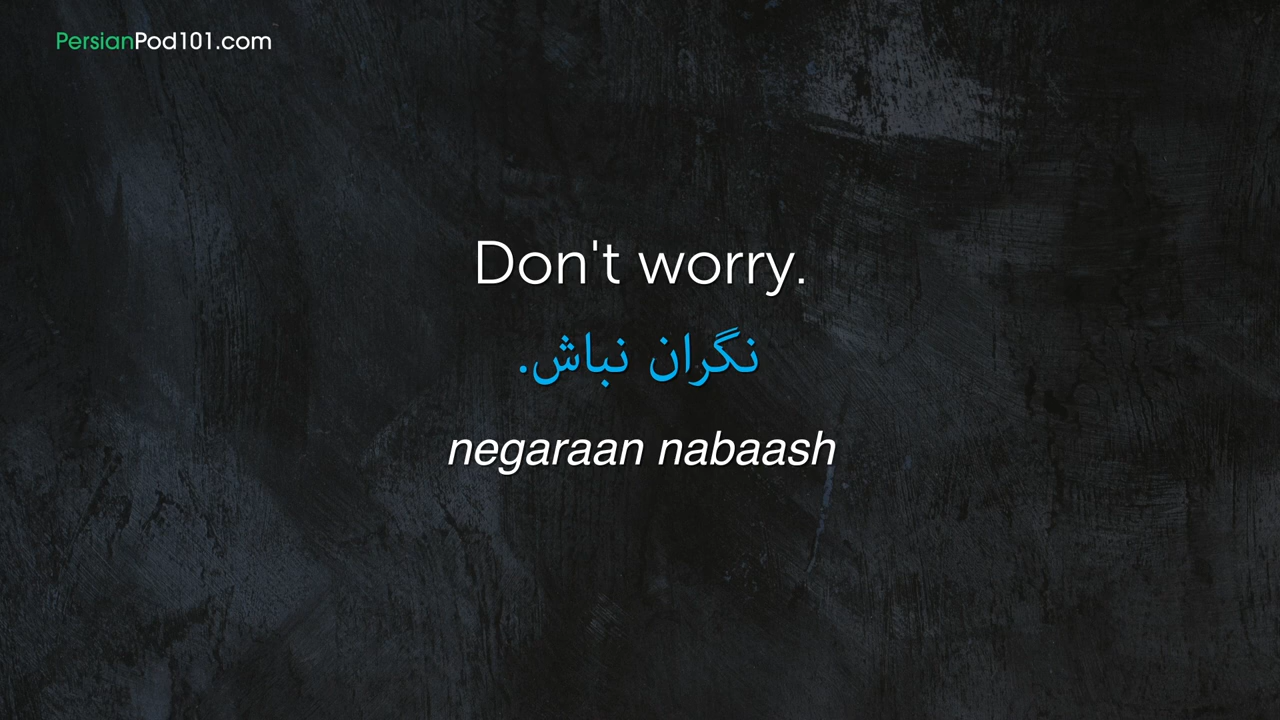 PersianPod101.com
Don't worry.
نگران نباش.
negaraan nabaash